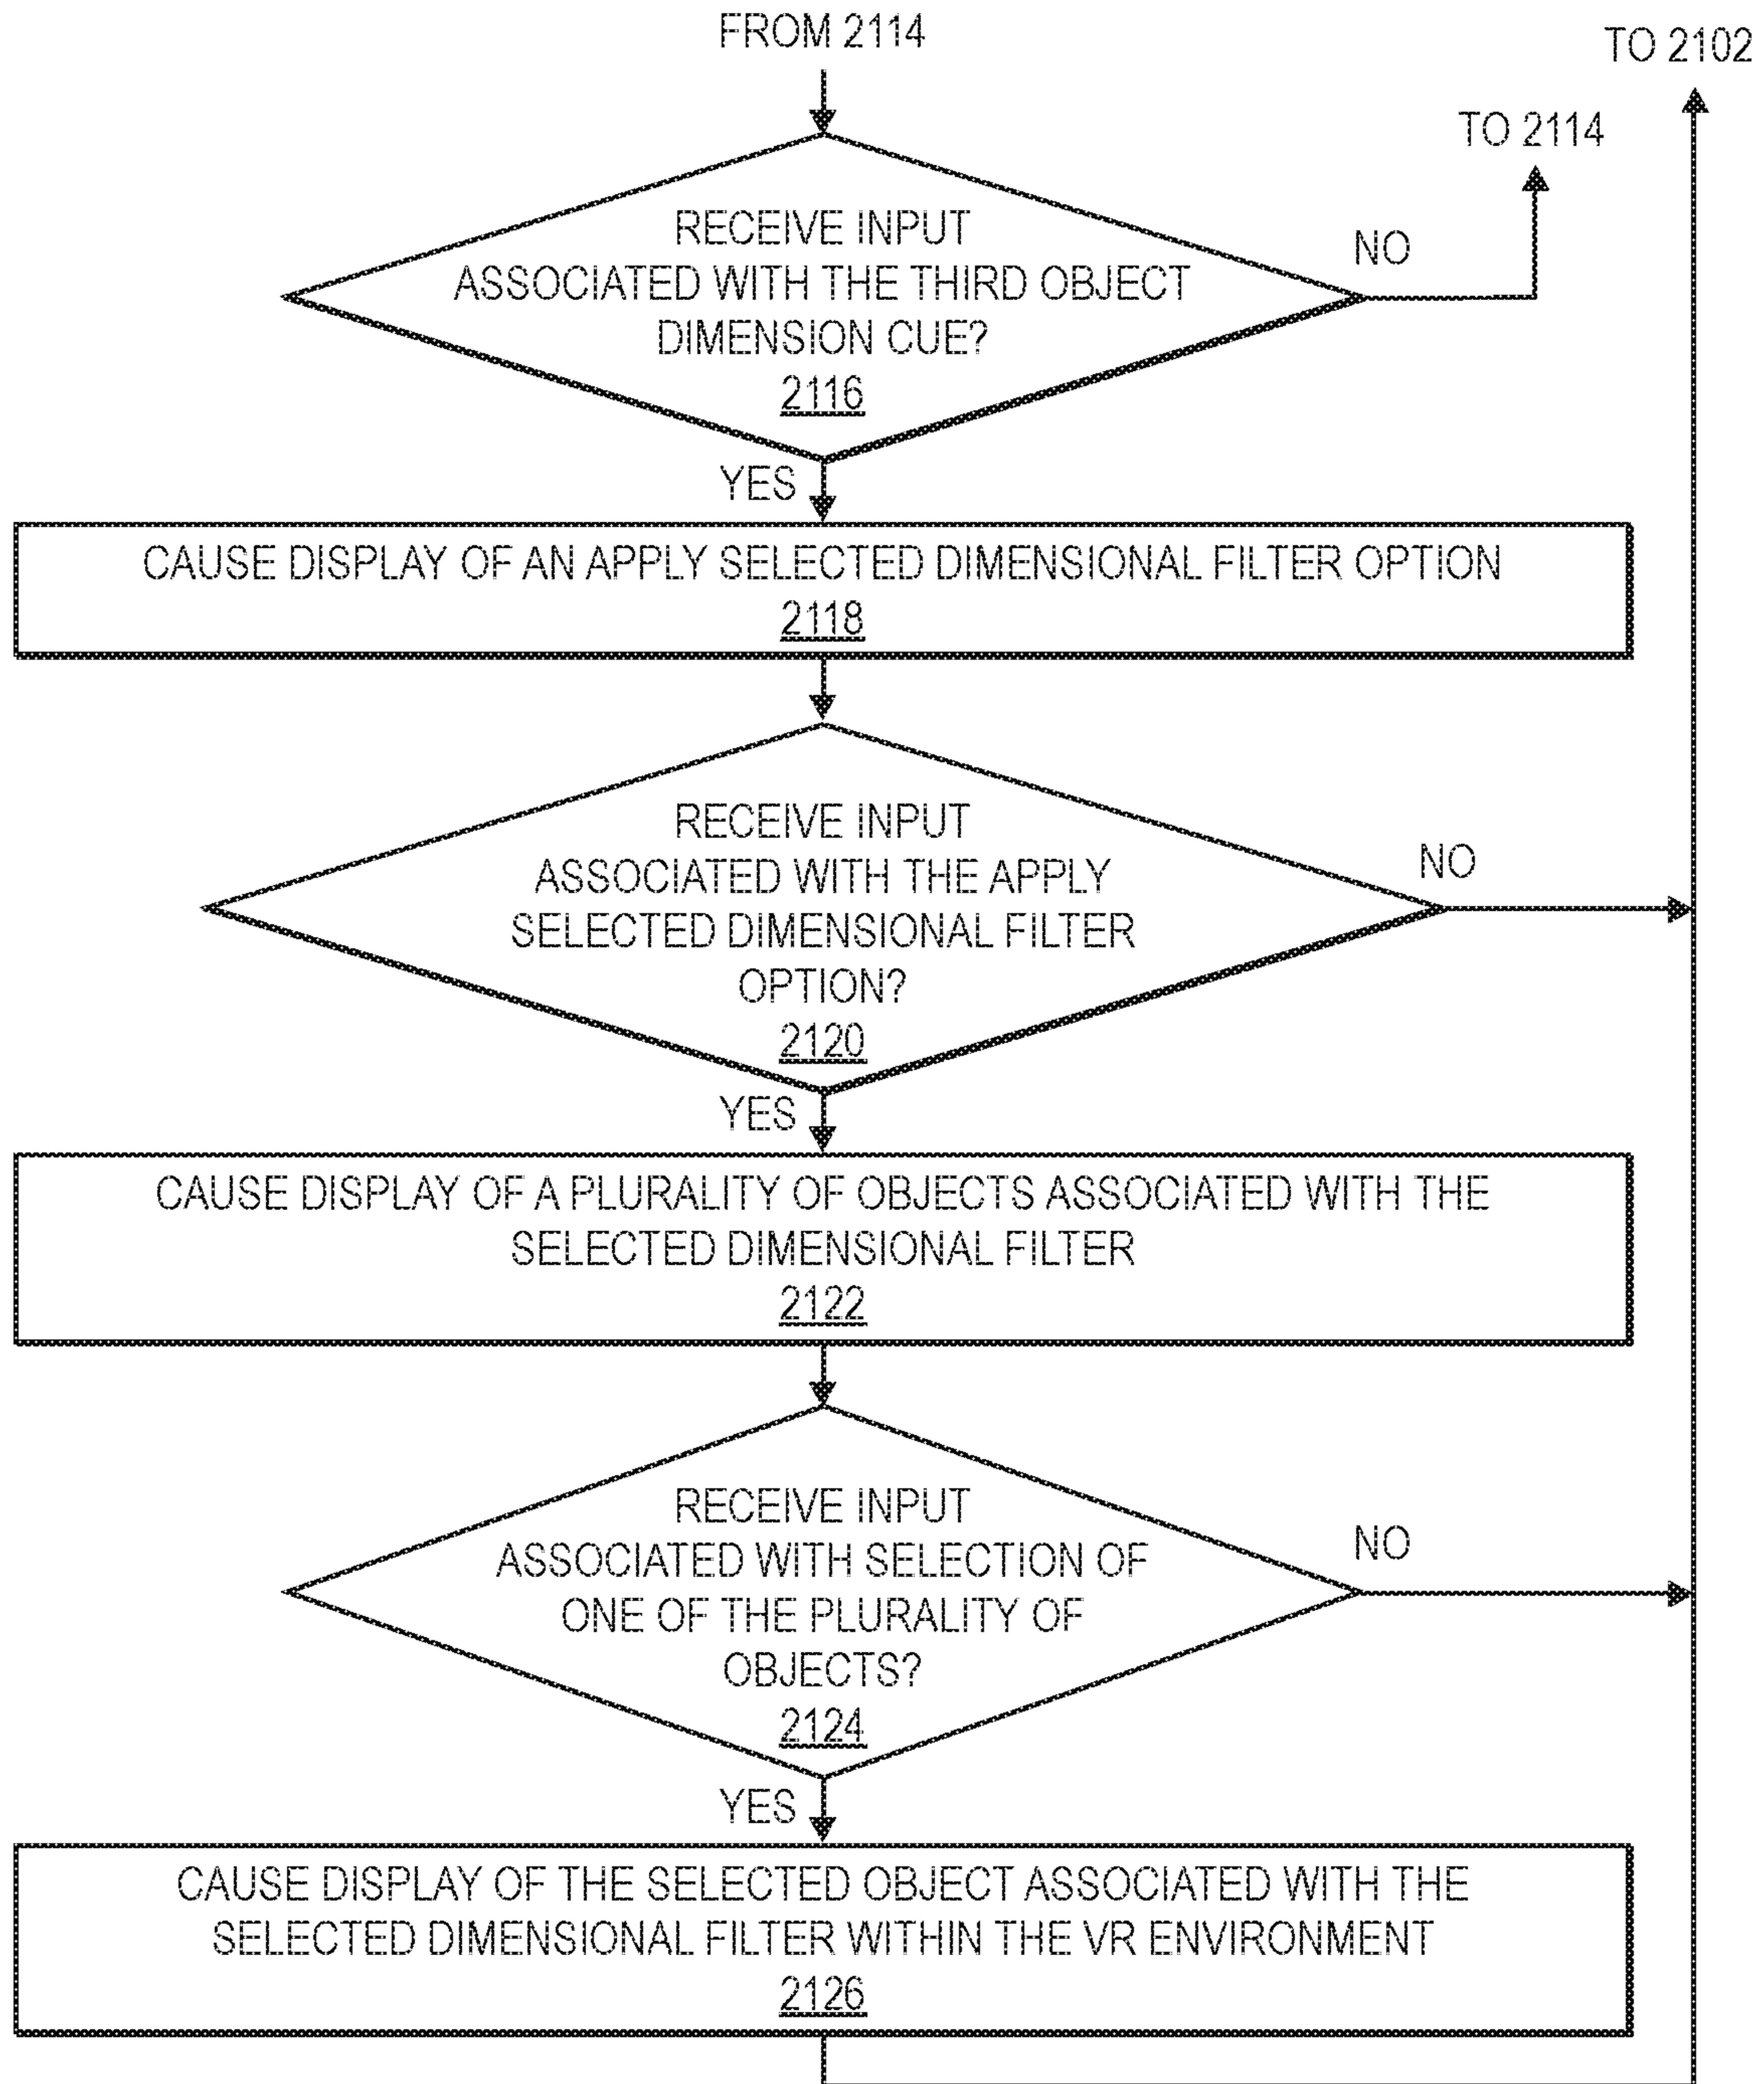 FROM 2114
TO 2102
TO 2114
RECEIVE INPUT
ASSOCIATED WITH THE THIRD OBJECT
DIMENSION CUE?
2116
NO
YES
CAUSE DISPLAY OF AN APPLY SELECTED DIMENSIONAL FILTER OPTION
2118
RECEIVE INPUT
ASSOCIATED WITH THE APPLY
SELECTED DIMENSIONAL FILTER
OPTION?
2120
NO
YES
CAUSE DISPLAY OF A PLURALITY OF OBJECTS ASSOCIATED WITH THE
SELECTED DIMENSIONAL FILTER
2122
RECEIVE INPUT
ASSOCIATED WITH SELECTION OF
ONE OF THE PLURALITY OF
OBJECTS?
2124
NO
YES
CAUSE DISPLAY OF THE SELECTED OBJECT ASSOCIATED WITH THE
SELECTED DIMENSIONAL FILTER WITHIN THE VR ENVIRONMENT
2126